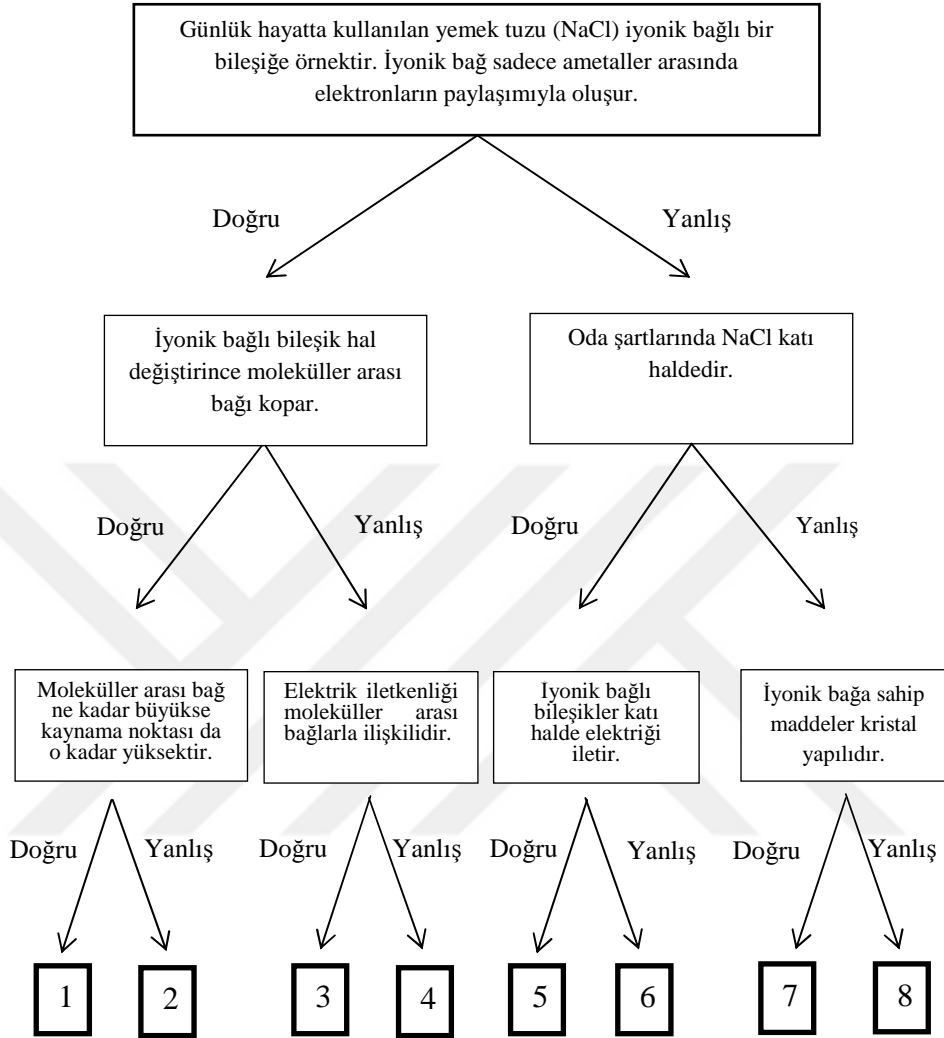 Günlük hayatta kullanılan yemek tuzu (NaCl) iyonik bağlı bir
bileşiğe örnektir. İyonik bağ sadece ametaller arasında
elektronların paylaşımıyla oluşur.
Doğru
Yanlış
İyonik bağlı bileşik hal
değiştirince moleküller arası
bağı kopar.
Oda şartlarında NaCl katı
haldedir.
Doğru
Yanlış
Doğru
Yanlış
Moleküller arası bağ
ne kadar büyükse
kaynama noktası da
o kadar yüksektir.
Elektrik iletkenliği
moleküller arası
bağlarla ilişkilidir.
İyonik bağlı
bileşikler katı
halde elektriği
iletir.
İyonik bağa sahip
maddeler kristal
yapılıdır.
Doğru
Yanlış
Doğru
Yanlış
Doğru
Yanlış
Doğru
Yanlış
1
2
3
4
5
6
7
8